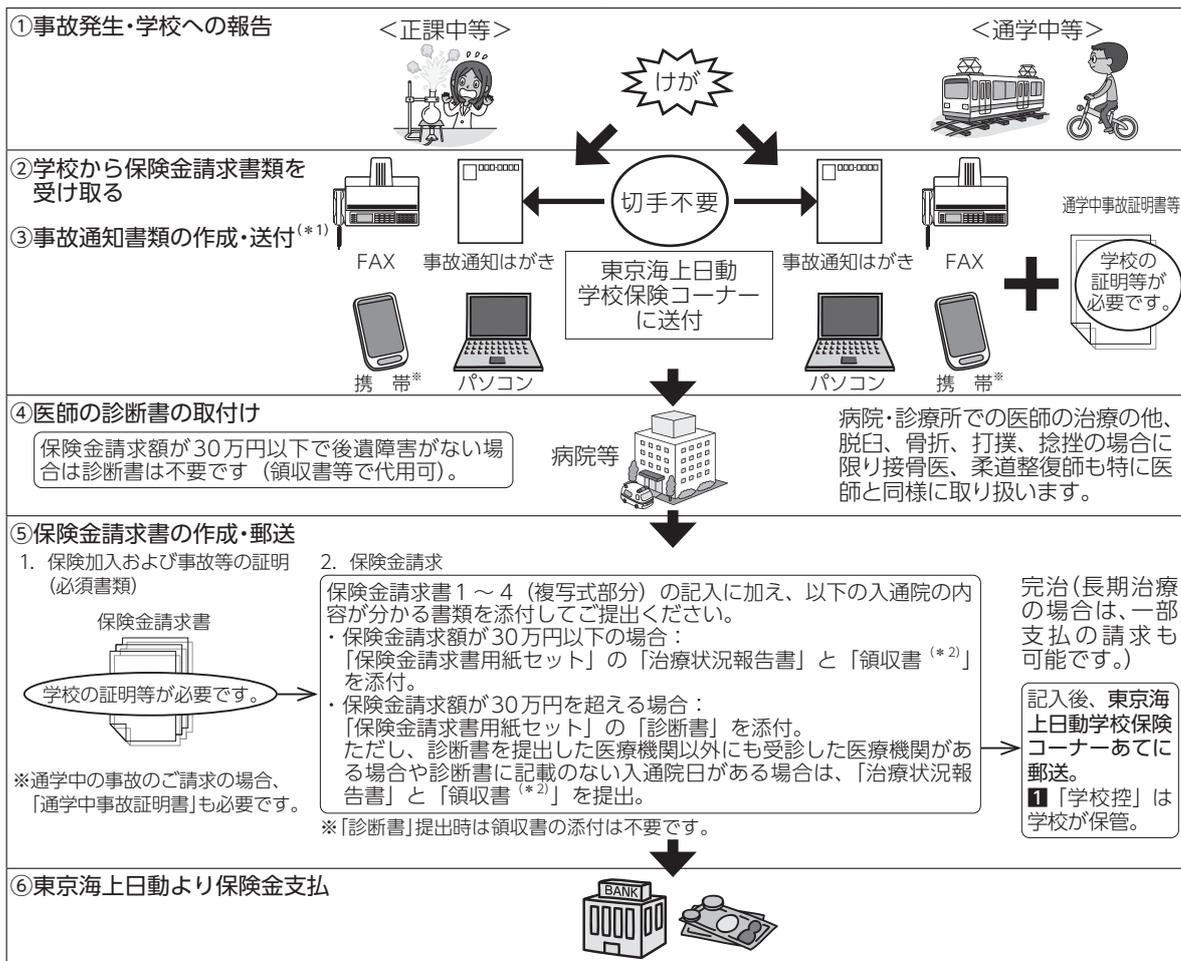 ①事故発生・学校への報告
＜正課中等＞
＜通学中等＞
けが
②学校から保険金請求書類を
受け取る
③事故通知書類の作成・送付(＊1)
切手不要
FAX
事故通知はがき
東京海上日動
学校保険コーナー
に送付
事故通知はがき
FAX
通学中事故証明書等
学校の
証明等が
必要です。
携　帯※
パソコン
パソコン
携　帯※
④医師の診断書の取付け
保険金請求額が30万円以下で後遺障害がない場
合は診断書は不要です（領収書等で代用可）。
病院等
病院・診療所での医師の治療の他、
脱臼、骨折、打撲、捻挫の場合に
限り接骨医、柔道整復師も特に医
師と同様に取り扱います。
⑤保険金請求書の作成・郵送
1. 保険加入および事故等の証明
(必須書類)
保険金請求書
学校の証明等が必要です。
※通学中の事故のご請求の場合、
「通学中事故証明書」も必要です。
2. 保険金請求
保険金請求書１～４（複写式部分）の記入に加え、以下の入通院の内
容が分かる書類を添付してご提出ください。
・保険金請求額が30万円以下の場合：
「保険金請求書用紙セット」の「治療状況報告書」と「領収書(＊2)」
を添付。
・保険金請求額が30万円を超える場合：
「保険金請求書用紙セット」の「診断書」を添付。
ただし、診断書を提出した医療機関以外にも受診した医療機関があ
る場合や診断書に記載のない入通院日がある場合は、「治療状況報
告書」と「領収書(＊2)」を提出。
※「診断書」提出時は領収書の添付は不要です。
完治(長期治療
の場合は、一部
支払の請求も
可能です。)
記入後、東京海
上日動学校保険
コーナーあてに
郵送。
1「学校控」は
学校が保管。
⑥東京海上日動より保険金支払
BANK